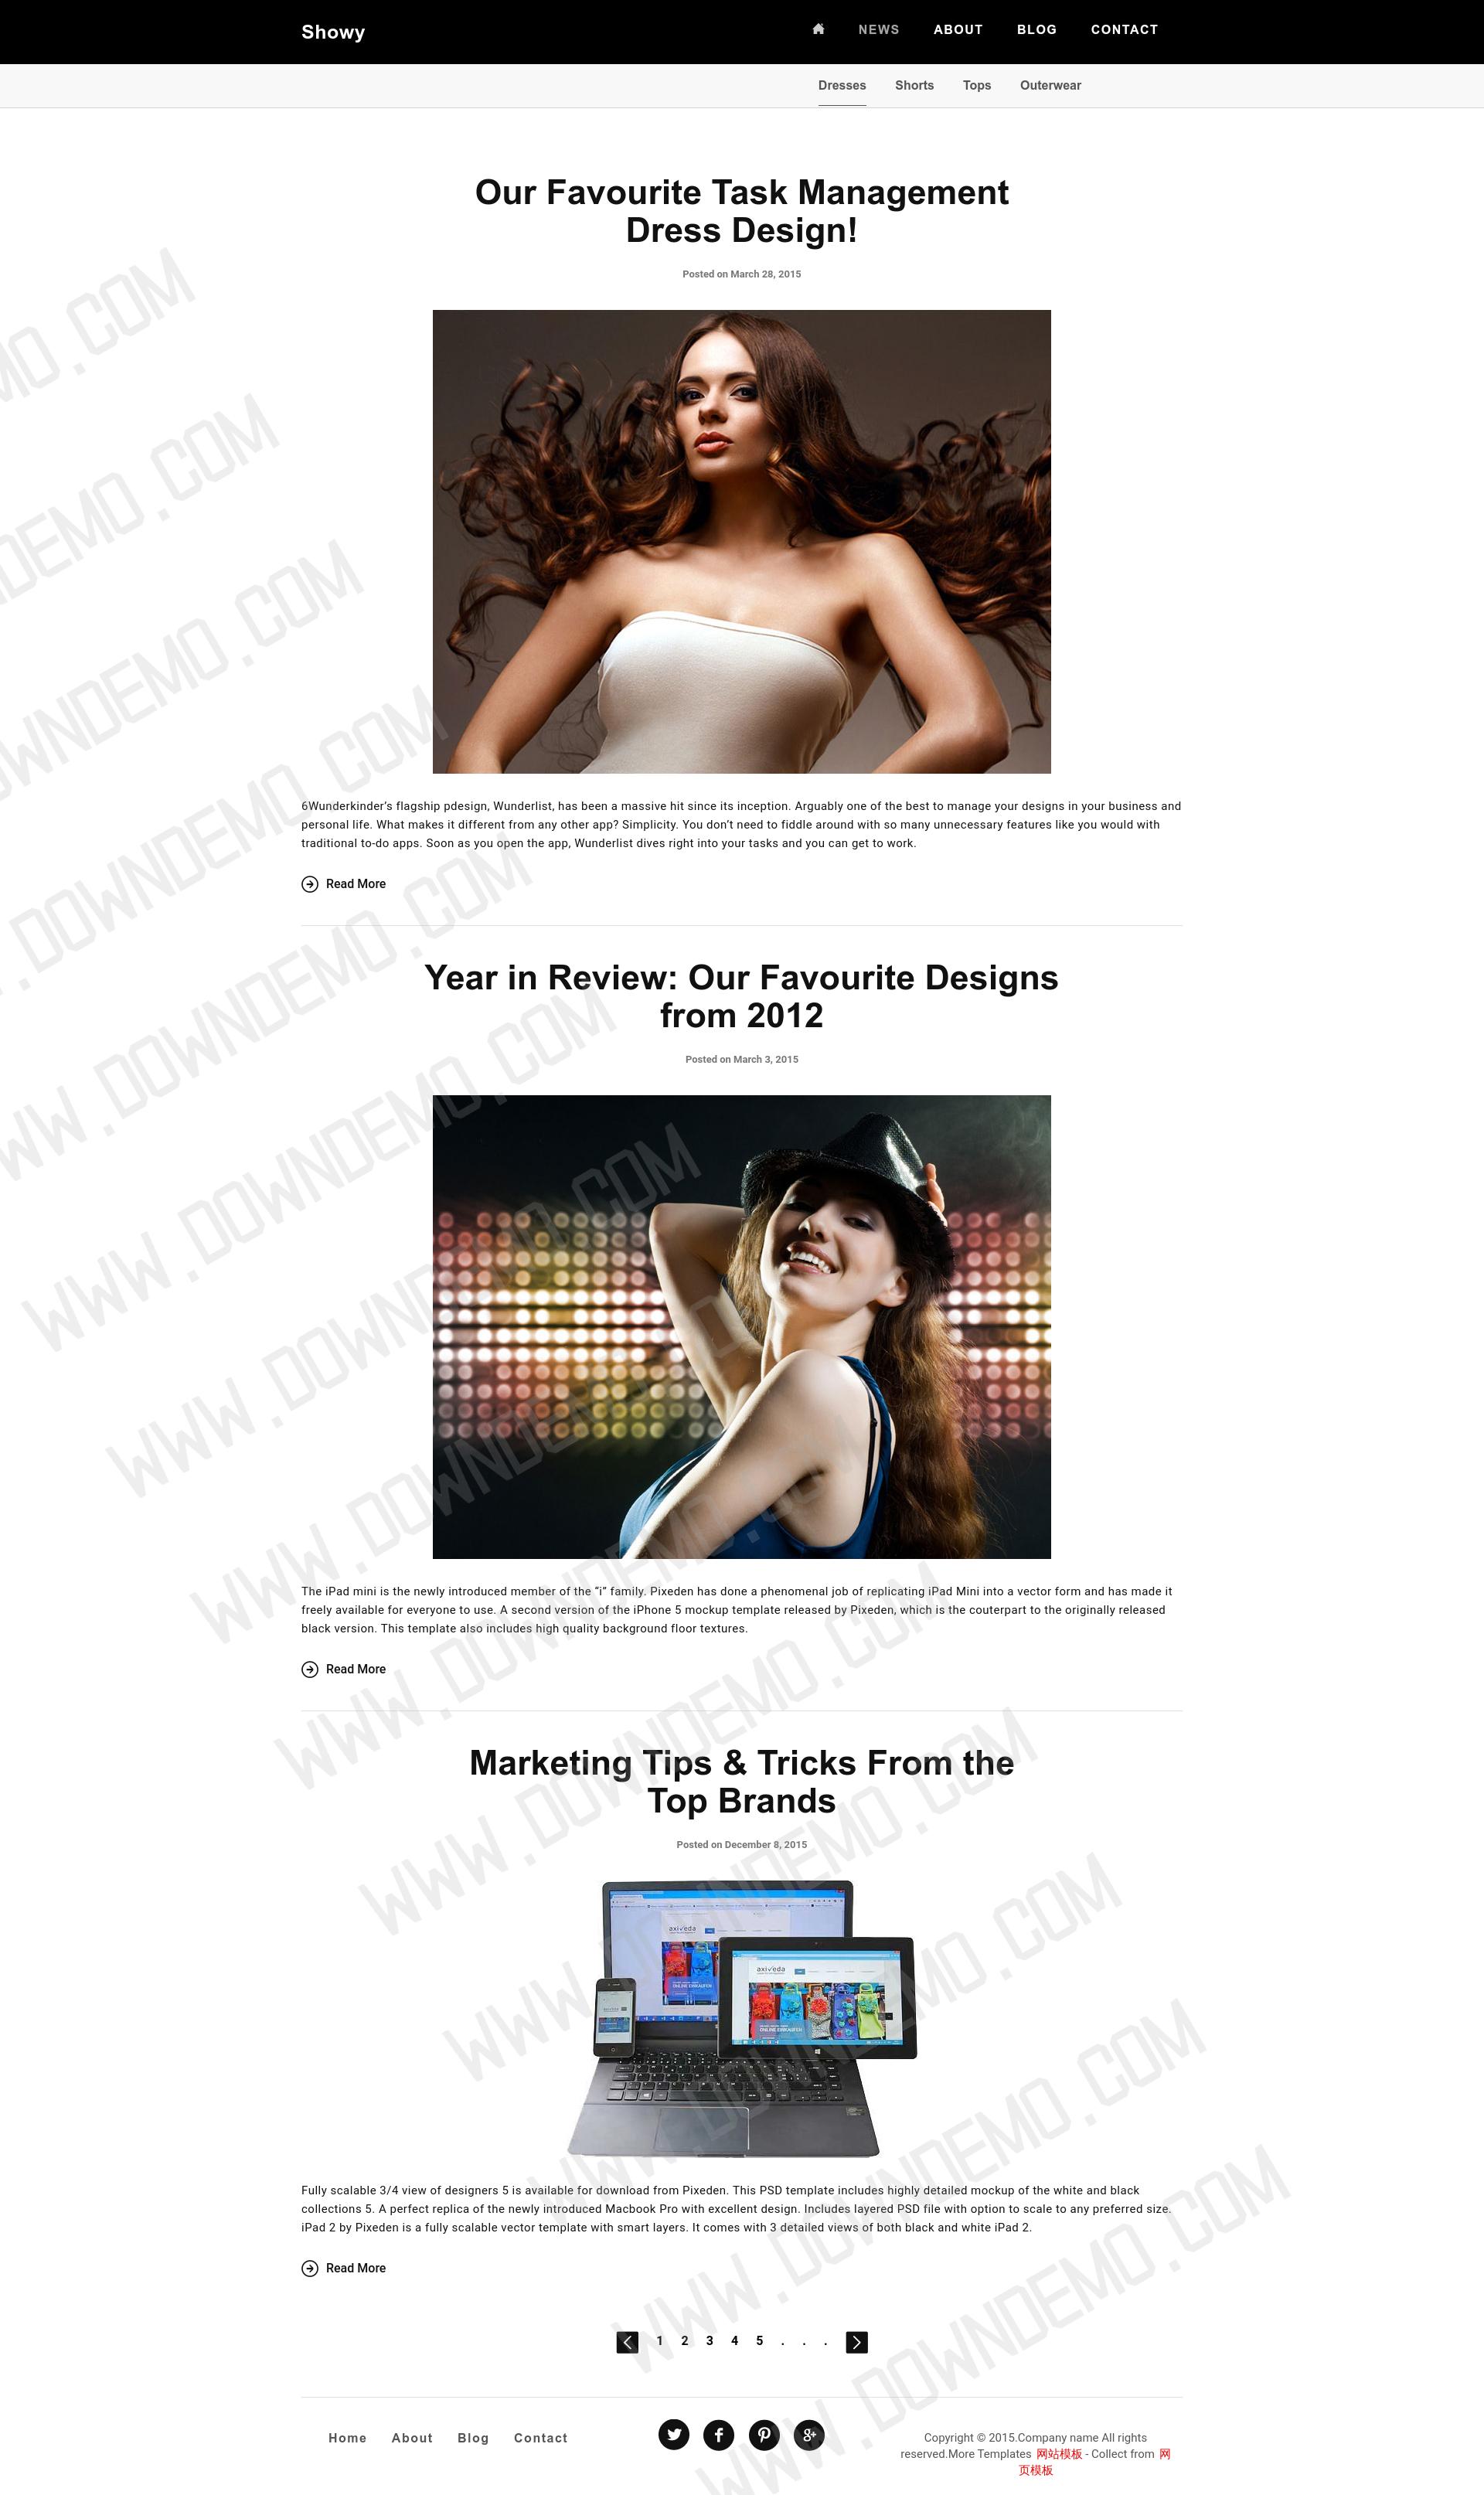 Showy
NEWS ABOUT BLOG CONTACT
Dresses Shorts Tops Outerwear
Our Favourite Task Management
Dress Design!
Posted on March 28, 2015
6Wunderkinder’s flagship pdesign, Wunderlist, has been a massive hit since its inception. Arguably one of the best to manage your designs in your business and
personal life. What makes it different from any other app? Simplicity. You don’t need to fiddle around with so many unnecessary features like you would with
traditional to-do apps. Soon as you open the app, Wunderlist dives right into your tasks and you can get to work.
Read More
Year in Review: Our Favourite Designs
from 2012
Posted on March 3, 2015
The iPad mini is the newly introduced member of the “i” family. Pixeden has done a phenomenal job of replicating iPad Mini into a vector form and has made it
freely available for everyone to use. A second version of the iPhone 5 mockup template released by Pixeden, which is the couterpart to the originally released
black version. This template also includes high quality background floor textures.
Read More
Marketing Tips & Tricks From the
Top Brands
Posted on December 8, 2015
axiveda
axiveda
ONLINE EINKAUFEN
ONLINE EINKAUFEN
Fully scalable 3/4 view of designers 5 is available for download from Pixeden. This PSD template includes highly detailed mockup of the white and black
collections 5. A perfect replica of the newly introduced Macbook Pro with excellent design. Includes layered PSD file with option to scale to any preferred size.
iPad 2 by Pixeden is a fully scalable vector template with smart layers. It comes with 3 detailed views of both black and white iPad 2.
Read More
1 2 3 4 5 . . .
Home About Blog Contact
Copyright © 2015.Company name All rights
reserved.More Templates 网站模板 - Collect from 网
页模板
WWW.DOWNDEMO.COM